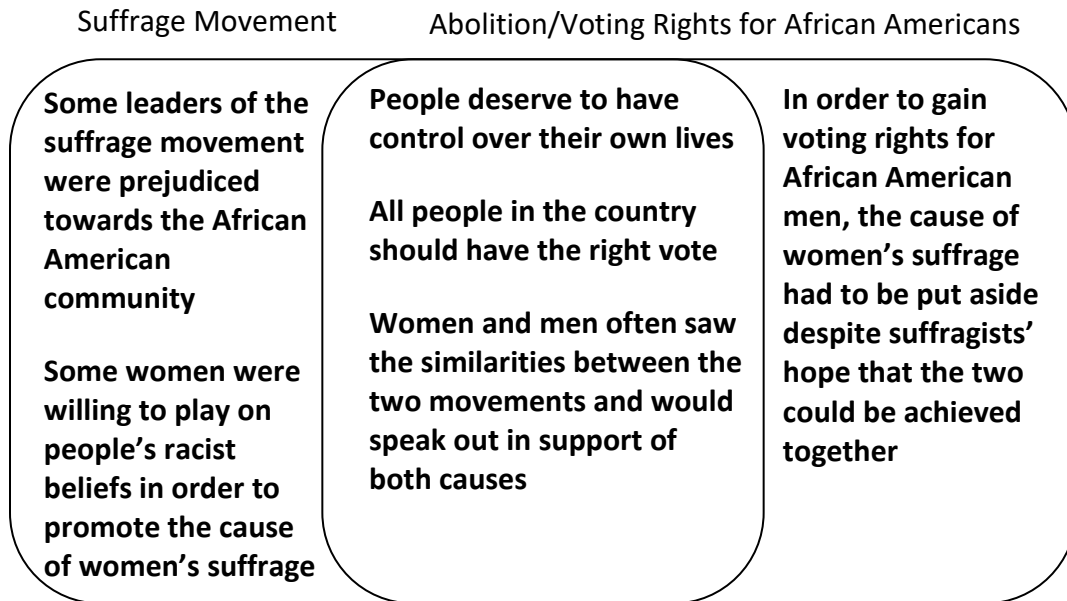 Suffrage Movement
Abolition/Voting Rights for African Americans
Some leaders of the
suffrage movement
were prejudiced
towards the African
American
community
Some women were
willing to play on
people's racist
beliefs in order to
promote the cause
of women's suffrage
People deserve to have
control over their own lives
All people in the country
should have the right vote
Women and men often saw
the similarities between the
two movements and would
speak out in support of
both causes
In order to gain
voting rights for
African American
men, the cause of
women's suffrage
had to be put aside
despite suffragists'
hope that the two
could be achieved
together